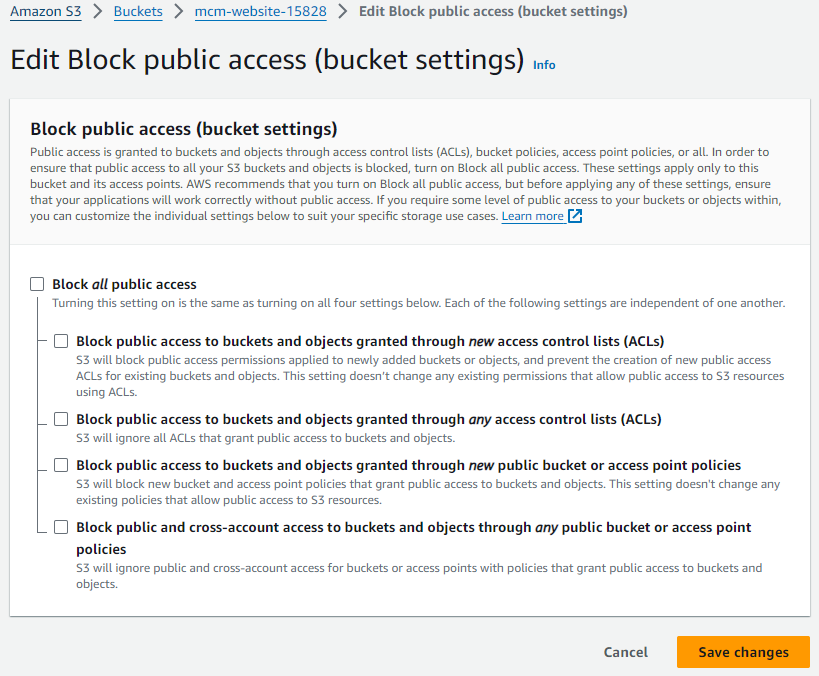 Amazon S3 > Buckets > mcm-website-15828 > Edit Block public access (bucket settings)
Edit Block public access (bucket settings) Info
Block public access (bucket settings)
Public access is granted to buckets and objects through access control lists (ACLs), bucket policies, access point policies, or all. In order to
ensure that public access to all your S3 buckets and objects is blocked, turn on Block all public access. These settings apply only to this
bucket and its access points. AWS recommends that you turn on Block all public access, but before applying any of these settings, ensure
that your applications will work correctly without public access. If you require some level of public access to your buckets or objects within,
you can customize the individual settings below to suit your specific storage use cases. Learn more
Block all public access
Turning this setting on is the same as turning on all four settings below. Each of the following settings are independent of one another.
Block public access to buckets and objects granted through new access control lists (ACLs)
S3 will block public access permissions applied to newly added buckets or objects, and prevent the creation of new public access
ACLs for existing buckets and objects. This setting doesn't change any existing permissions that allow public access to S3 resources
using ACLs.
Block public access to buckets and objects granted through any access control lists (ACLs)
S3 will ignore all ACLs that grant public access to buckets and objects.
Block public access to buckets and objects granted through new public bucket or access point policies
S3 will block new bucket and access point policies that grant public access to buckets and objects. This setting doesn't change any
existing policies that allow public access to S3 resources.
Block public and cross-account access to buckets and objects through any public bucket or access point
policies
S3 will ignore public and cross-account access for buckets or access points with policies that grant public access to buckets and
objects.
Cancel Save changes